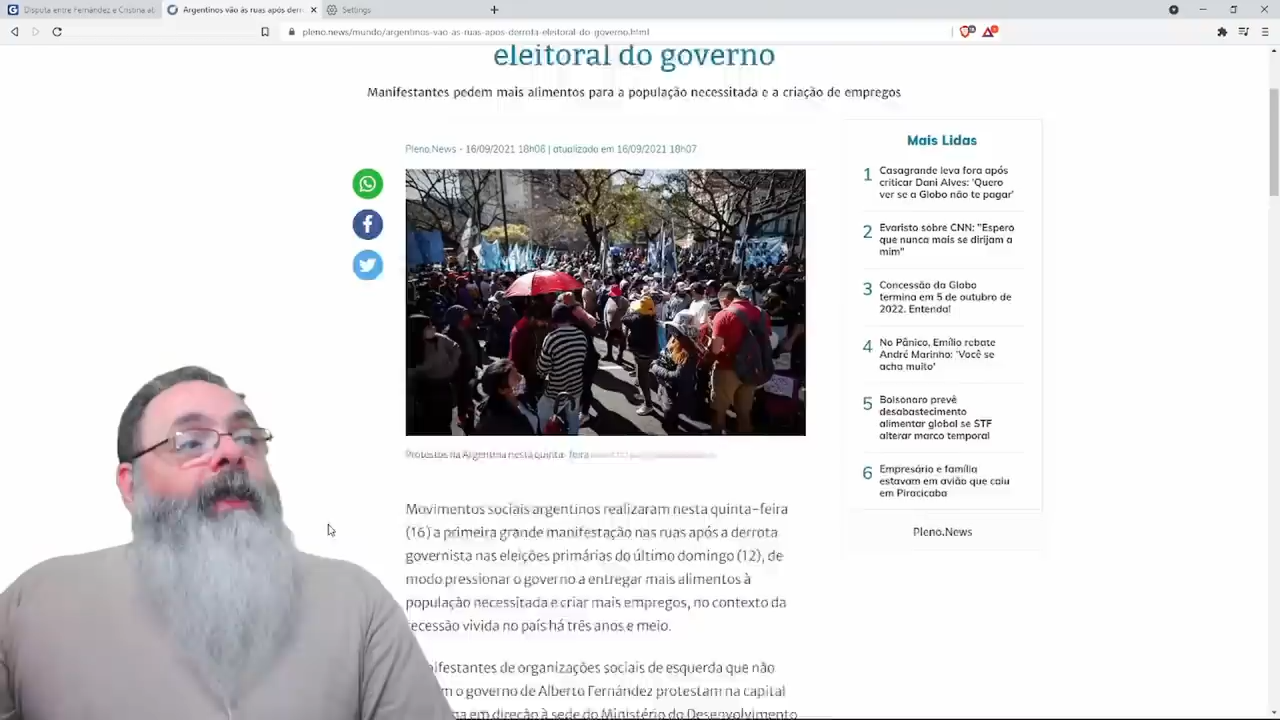 Disputa entre Fernández e Cristina
Argentinos vão às ruas após derr
Settings
pleno.news/mundo/argentinos-vao-as-ruas-apos-derrota-eleitoral-do-governo.html
eleitoral do governo
Manifestantes pedem mais alimentos para a população necessitada e a criação de empregos
Pleno.News - 16/09/2021 18h06 | atualizado em 16/09/2021 18h07
Protestos na Argentina nesta quinta-feira
Movimentos sociais argentinos realizaram nesta quinta-feira
(16) a primeira grande manifestação nas ruas após a derrota
governista nas eleições primárias do último domingo (12), de
modo pressionar o governo a entregar mais alimentos à
população necessitada e criar mais empregos, no contexto da
recessão vivida no país há três anos e meio.
de organizações sociais de esquerda que não
o governo de Alberto Fernández protestam na capital
em direção à sede do Ministério do Desenvolvimento
Mais Lidas
1 Casagrande leva fora após
criticar Dani Alves: 'Quero
ver se a Globo não te pagar'
2 Evaristo sobre CNN: "Espero
que nunca mais se dirijam a
mim"
3 Concessão da Globo
termina em 5 de outubro de
2022. Entenda!
4 No Pânico, Emílio rebate
André Marinho: 'Você se
acha muito'
5 Bolsonaro prevê
desabastecimento
alimentar global se STF
alterar marco temporal
6 Empresário e família
estavam em avião que caiu
em Piracicaba
Pleno.News